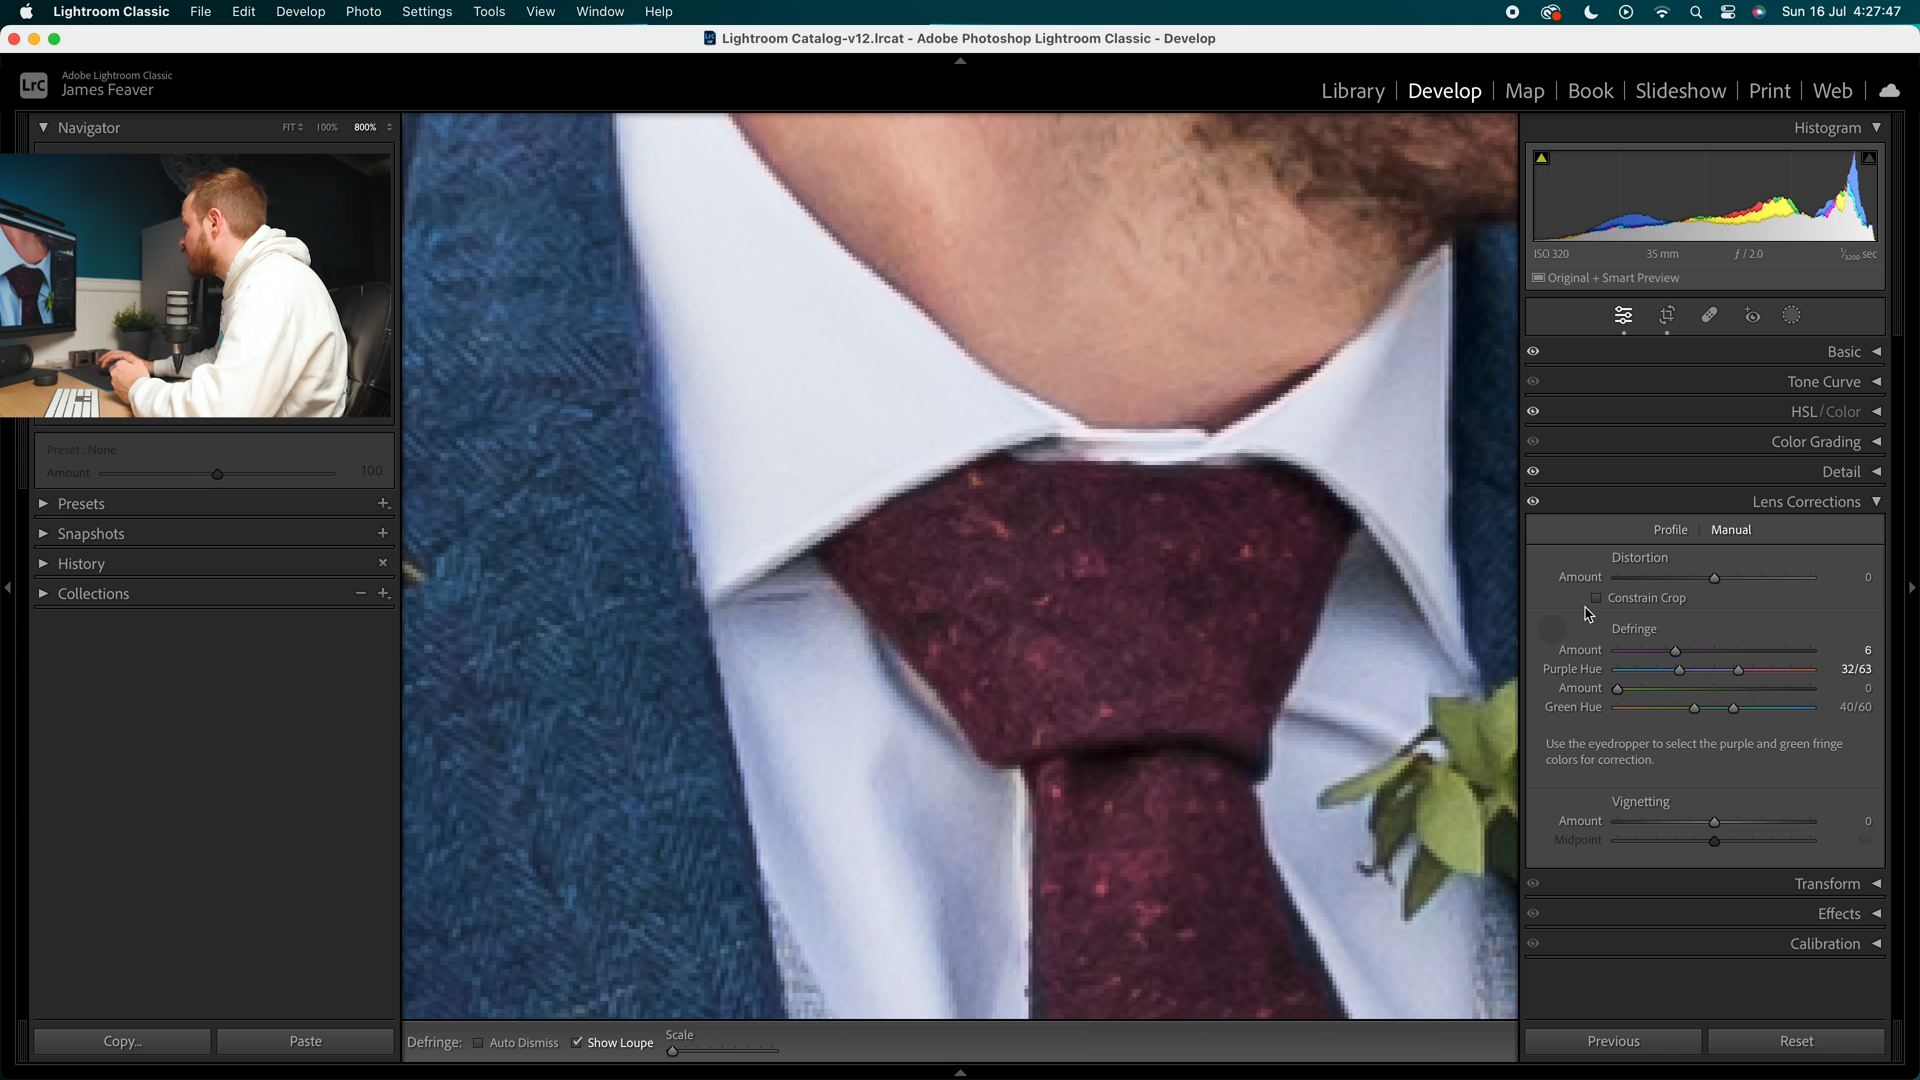 Lightroom Classic File Edit Develop Photo Settings Tools View Window Help Sun 16 Jul 4:27:47
Lightroom Catalog-v12.lrcat - Adobe Photoshop Lightroom Classic - Develop
LrC
Adobe Lightroom Classic
James Feaver
Library Develop Map Book Slideshow Print Web
Navigator FIT 100% 800%
Preset : None
Amount 100
Presets
Snapshots
History
Collections
Copy... Paste
Defringe: Auto Dismiss Show Loupe Scale
Histogram
ISO 320 35 mm ƒ / 2.0 1/3200 sec
Original + Smart Preview
Basic
Tone Curve
HSL / Color
Color Grading
Detail
Lens Corrections
Profile Manual
Distortion
Amount 0
Constrain Crop
Defringe
Amount 6
Purple Hue 32/63
Amount 0
Green Hue 40/60
Use the eyedropper to select the purple and green fringe
colors for correction.
Vignetting
Amount 0
Midpoint 50
Transform
Effects
Calibration
Previous Reset